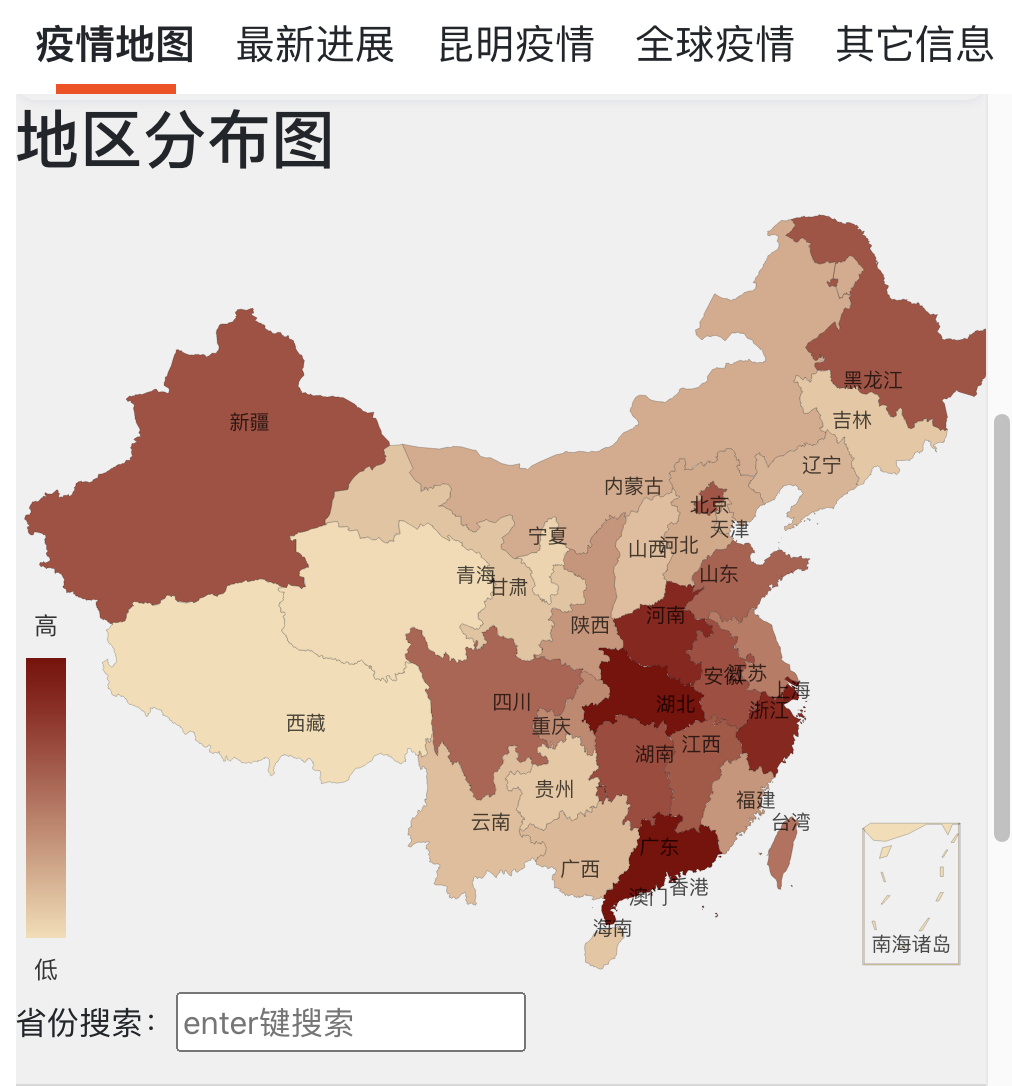 疫情地图 最新进展 昆明疫情 全球疫情 其它信息
地区分布图
黑龙江
新疆
吉林
辽宁
内蒙古
北京
天津
宁夏
山西
河北
青海
甘肃
山东
陕西
河南
高
安徽
江苏
上海
四川
湖北
浙江
西藏
重庆
湖南
江西
贵州
福建
云南
台湾
广东
广西
香港
澳门
海南
南海诸岛
低
省份搜索： enter键搜索